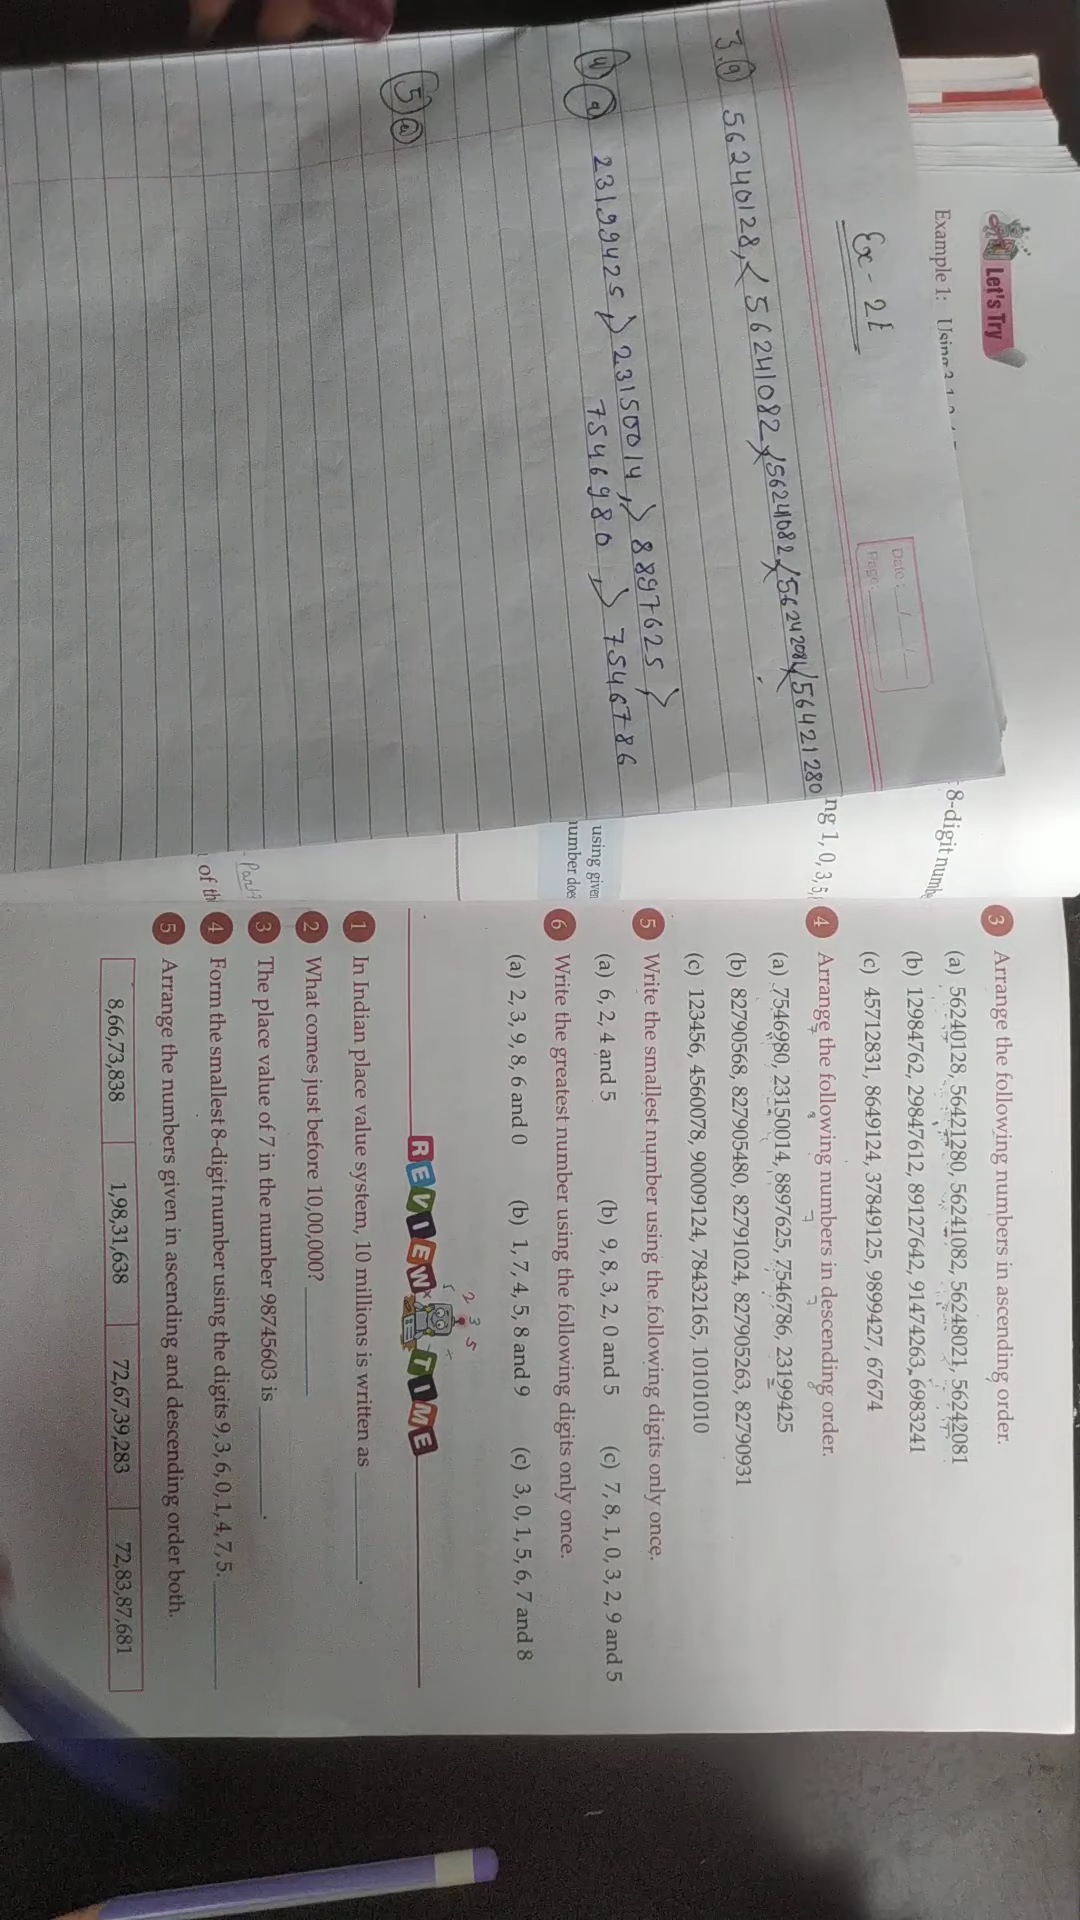 Let's Try
Example 1:
8-digit
ng 1, 0, 3, 5,
using given
number does
of th
Ex - 2E
Date :
Page :
3.a 56240128, < 56241082 < 56241082 < 56242081 < 56421280
4 a 23199425, > 23150014, > 8897625 >
7546980, > 7546786
5 a
3 Arrange the following numbers in ascending order.
(a) 56240128, 56421280, 56241082, 56248021, 56242081
(b) 12984762, 29847612, 89127642, 91474263, 6983241
(c) 45712831, 8649124, 37849125, 9899427, 67674
4 Arrange the following numbers in descending order.
(a) 7546980, 23150014, 8897625, 7546786, 23199425
(b) 82790568, 827905480, 82791024, 827905263, 82790931
(c) 123456, 4560078, 90009124, 78432165, 10101010
5 Write the smallest number using the following digits only once.
(a) 6, 2, 4 and 5 (b) 9, 8, 3, 2, 0 and 5 (c) 7, 8, 1, 0, 3, 2, 9 and 5
6 Write the greatest number using the following digits only once.
(a) 2, 3, 9, 8, 6 and 0 (b) 1, 7, 4, 5, 8 and 9 (c) 3, 0, 1, 5, 6, 7 and 8
REVIEW TIME
1 In Indian place value system, 10 millions is written as ________.
2 What comes just before 10,00,000? ________
3 The place value of 7 in the number 98745603 is ________.
4 Form the smallest 8-digit number using the digits 9, 3, 6, 0, 1, 4, 7, 5. ________
5 Arrange the numbers given in ascending and descending order both.
8,66,73,838 1,98,31,638 72,67,39,283 72,83,87,681